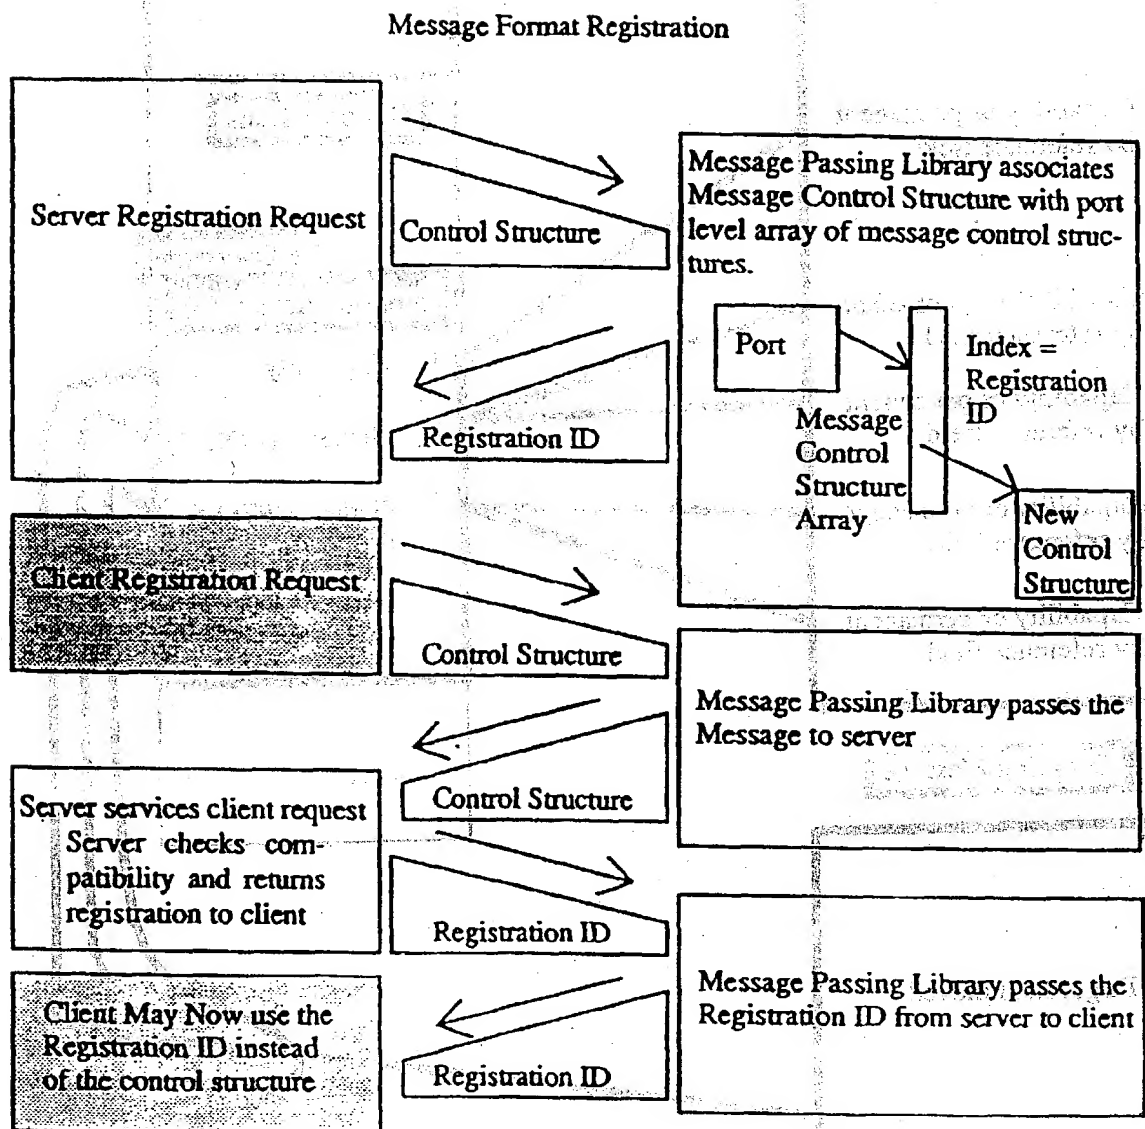 Message Format Registration
Server Registration Request
Control Structure
Message Passing Library associates
Message Control Structure with port
level array of message control struc-
tures.
Port
Index =
Registration
ID
Message
Control
Structure
Array
New
Control
Structure
Registration ID
Client Registration Request
Control Structure
Message Passing Library passes the
Message to server
Control Structure
Server services client request
Server checks com-
patibility and returns
registration to client
Registration ID
Message Passing Library passes the
Registration ID from server to client
Registration ID
Client May Now use the
Registration ID instead
of the control structure